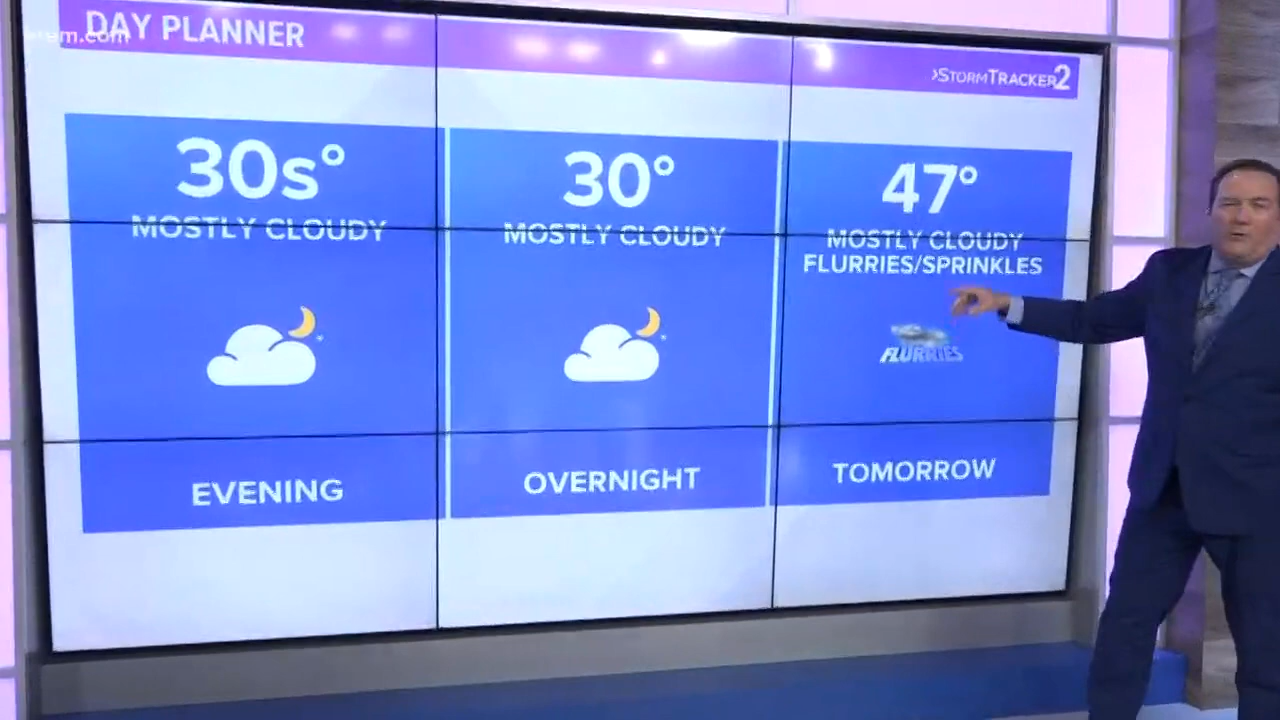 DAY PLANNER
›STORMTRACKER2
30s°
MOSTLY CLOUDY
EVENING
30°
MOSTLY CLOUDY
OVERNIGHT
47°
MOSTLY CLOUDY
FLURRIES/SPRINKLES
FLURRIES
TOMORROW